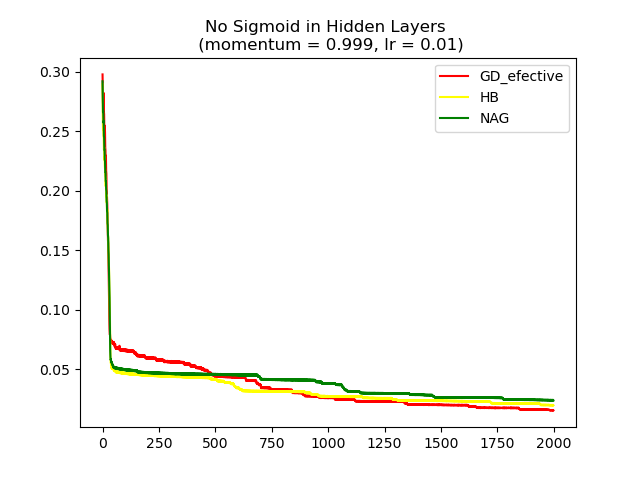 No Sigmoid in Hidden Layers
(momentum = 0.999, lr = 0.01)
GD_efective
HB
NAG
0.30
0.25
0.20
0.15
0.10
0.05
0 250 500 750 1000 1250 1500 1750 2000